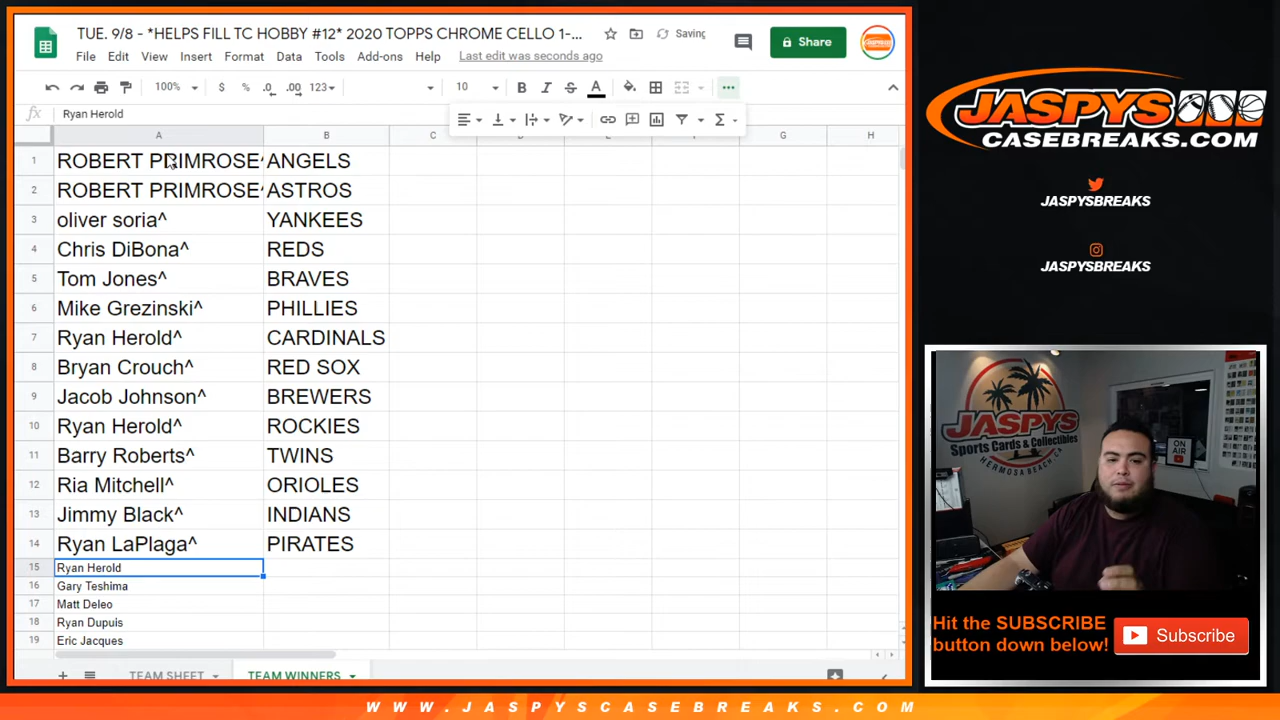 TUE. 9/8 - *HELPS FILL TC HOBBY #12* 2020 TOPPS CHROME CELLO 1-...
Saving
Share
File Edit View Insert Format Data Tools Add-ons Help Last edit was seconds ago
100% $ % .0 .00 123 10 B I S A
fx Ryan Herold
A B C D E F G H
1 ROBERT PRIMROSE^ ANGELS
2 ROBERT PRIMROSE^ ASTROS
3 oliver soria^ YANKEES
4 Chris DiBona^ REDS
5 Tom Jones^ BRAVES
6 Mike Grezinski^ PHILLIES
7 Ryan Herold^ CARDINALS
8 Bryan Crouch^ RED SOX
9 Jacob Johnson^ BREWERS
10 Ryan Herold^ ROCKIES
11 Barry Roberts^ TWINS
12 Ria Mitchell^ ORIOLES
13 Jimmy Black^ INDIANS
14 Ryan LaPlaga^ PIRATES
15 Ryan Herold
16 Gary Teshima
17 Matt Deleo
18 Ryan Dupuis
19 Eric Jacques
TEAM SHEET TEAM WINNERS
JASPYS
CASEBREAKS.COM
JASPYSBREAKS
JASPYSBREAKS
JASPYS
Sports Cards & Collectibles
HERMOSA BEACH, CA
ON AIR
Hit the SUBSCRIBE
button down below!
Subscribe
WWW.JASPYSCASEBREAKS.COM